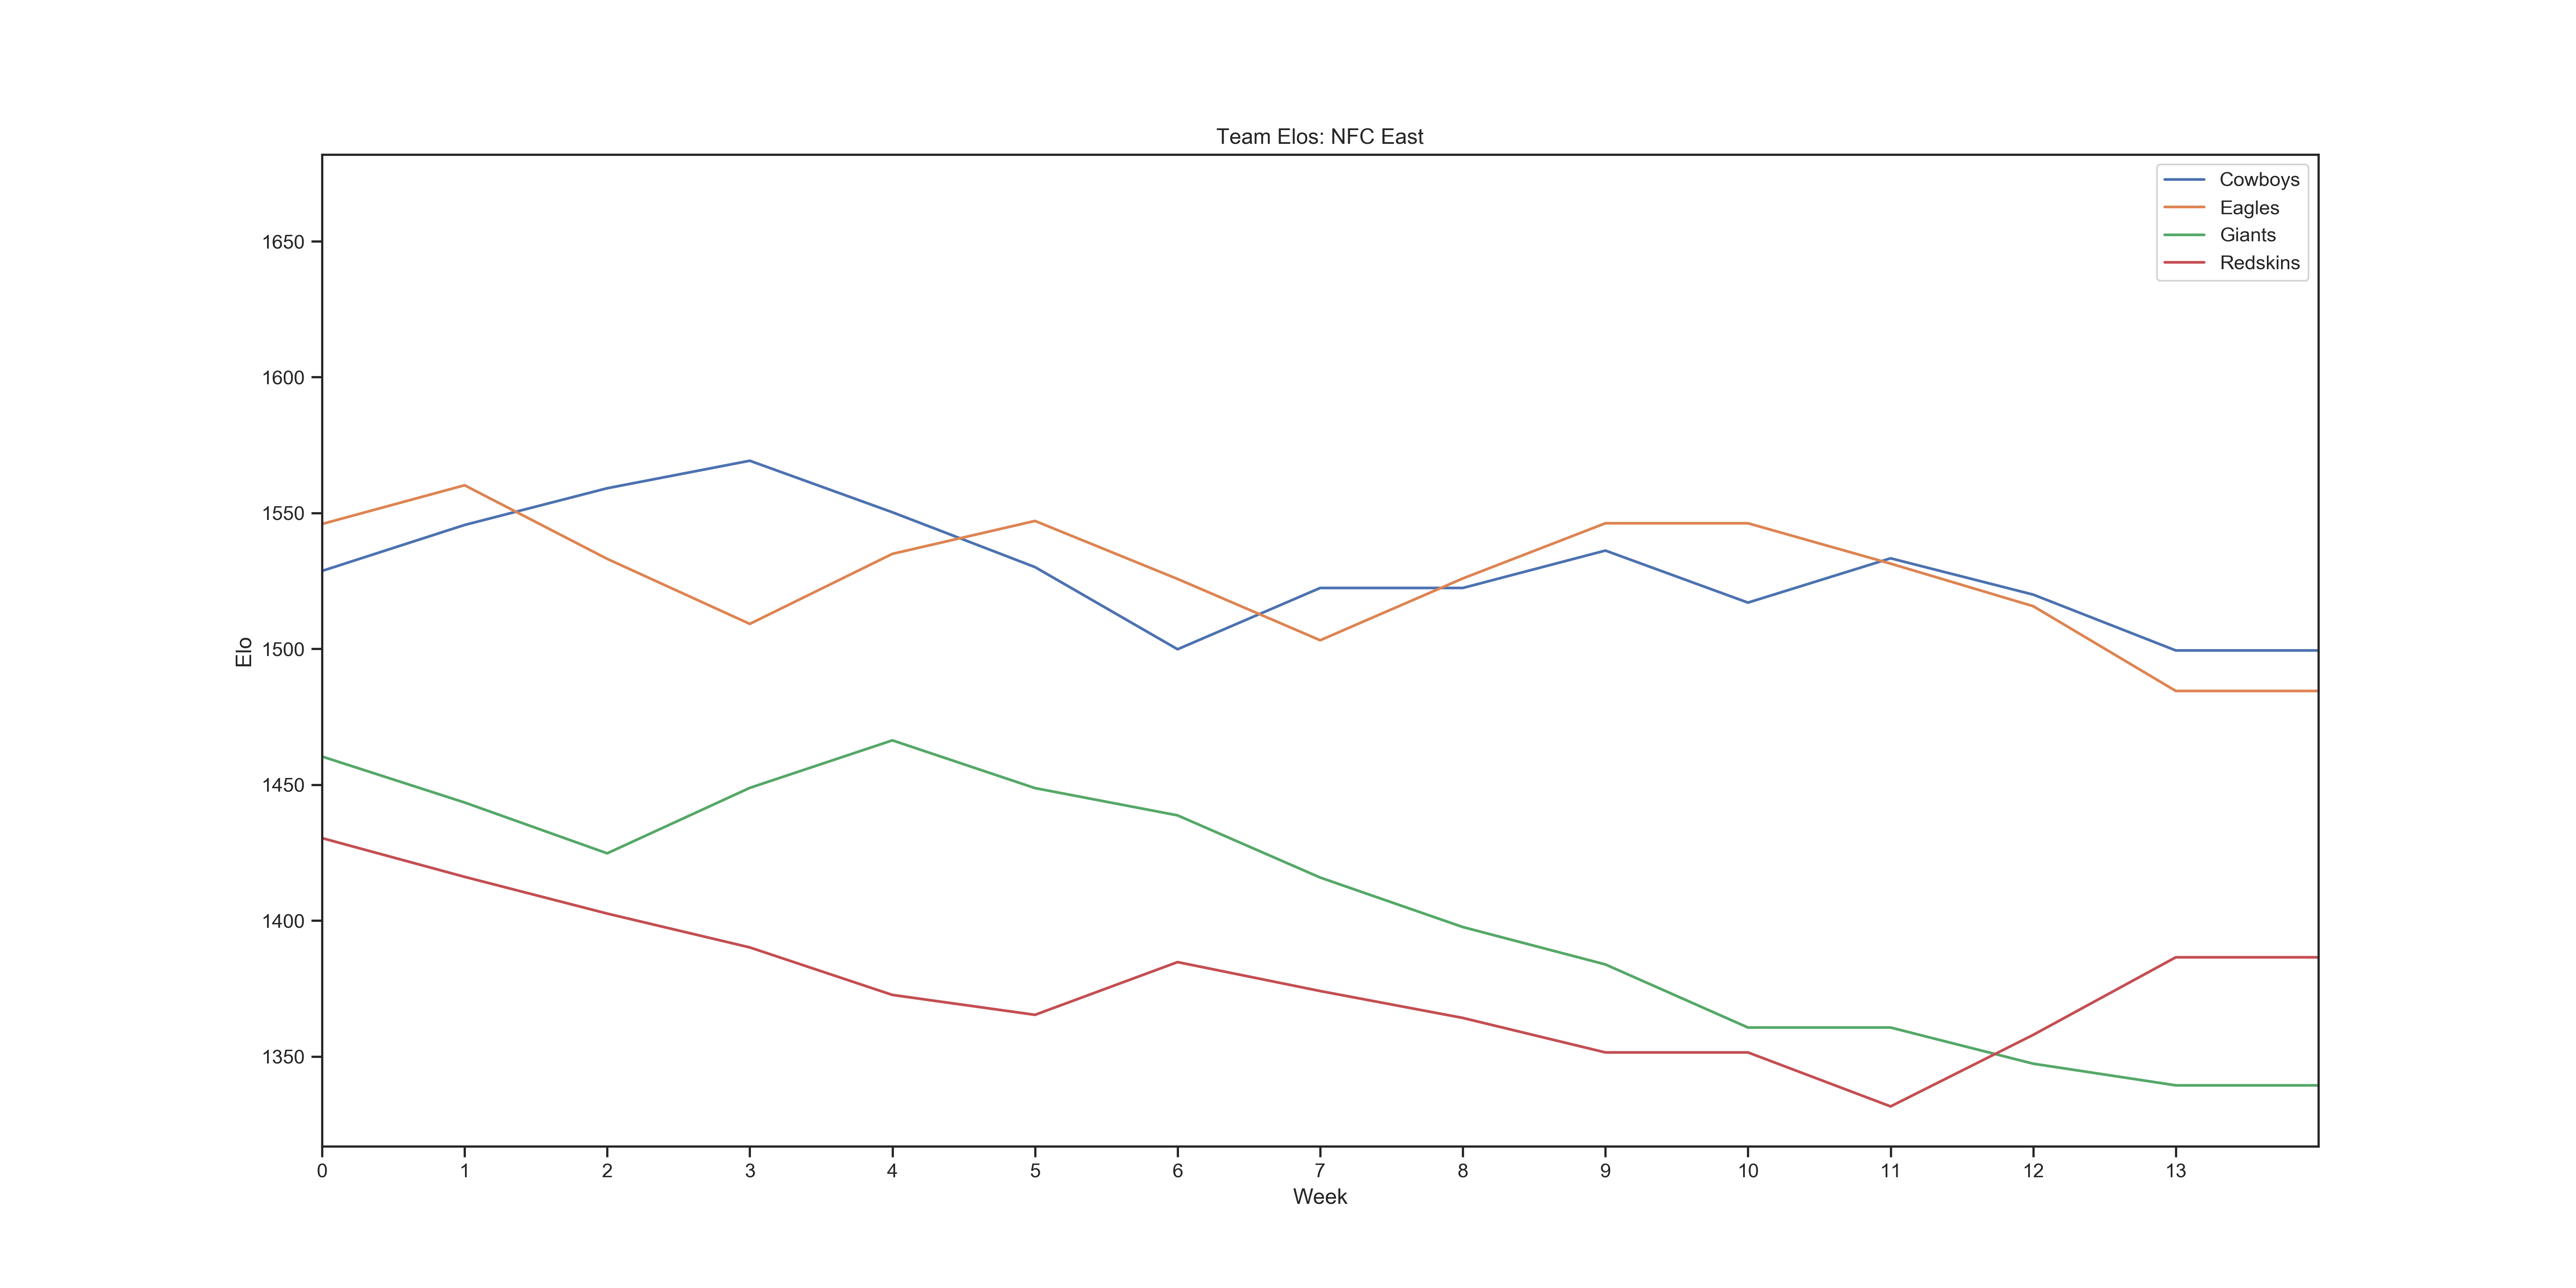 Team Elos: NFC East
Cowboys
Eagles
Giants
Redskins
1650
1600
1550
1500
1450
1400
1350
Elo
0 1 2 3 4 5 6 7 8 9 10 11 12 13
Week